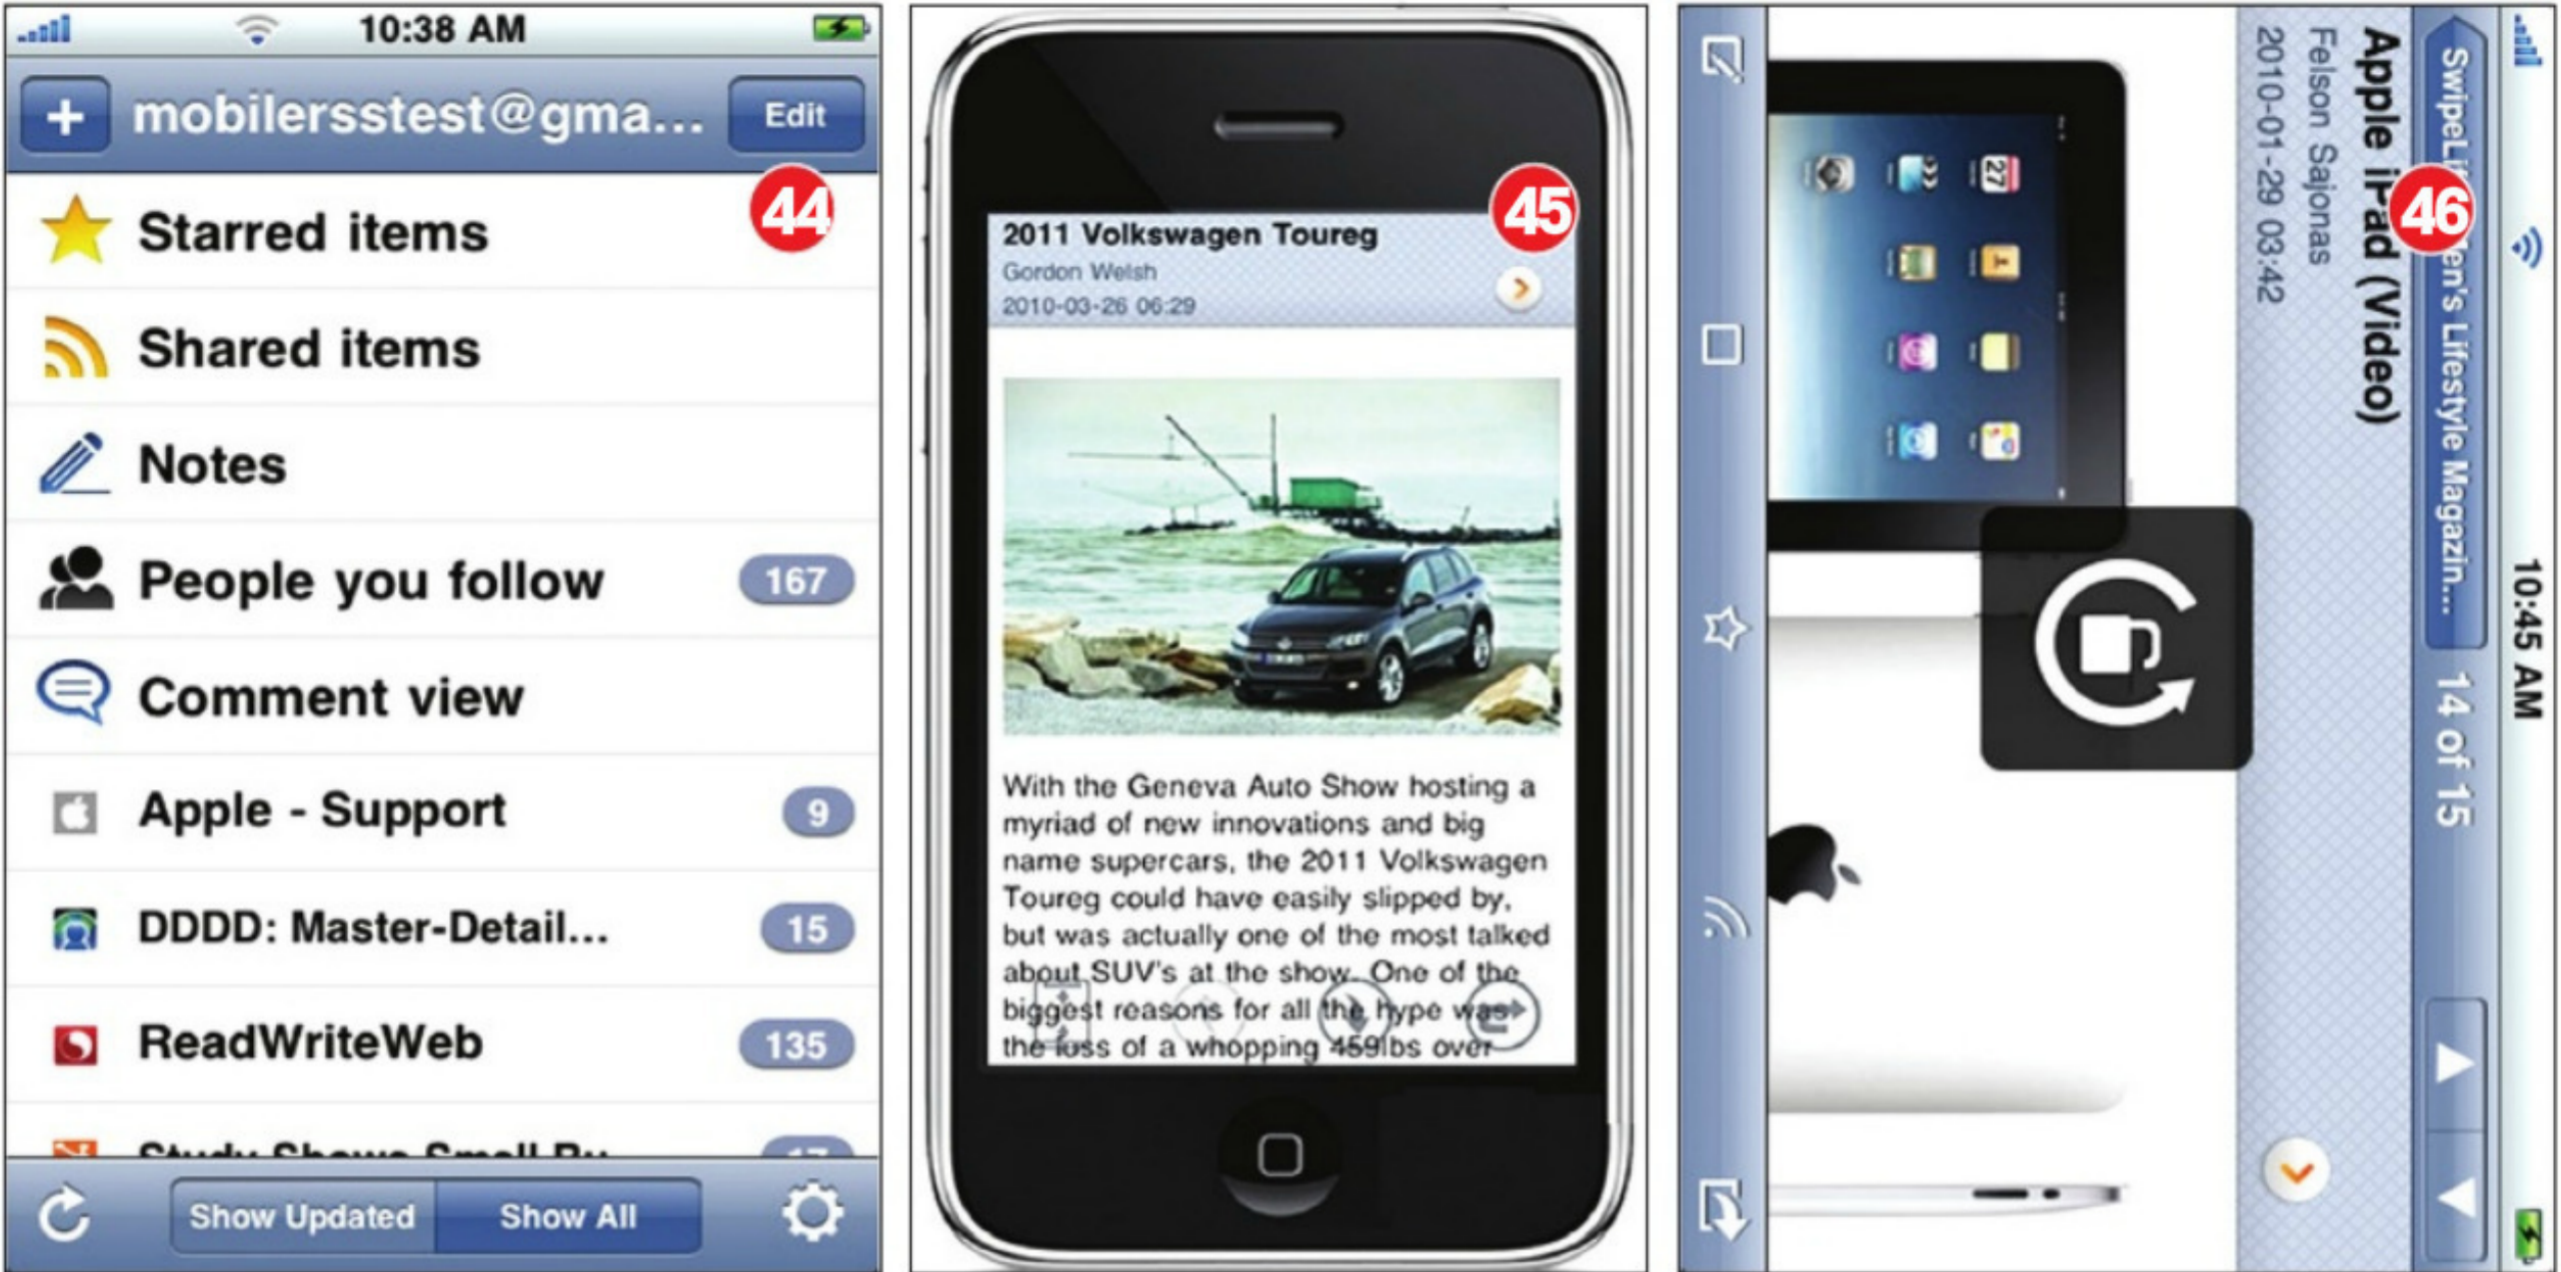 10:38 AM
mobilersstest@gma...
Edit
44
Starred items
Shared items
Notes
People you follow
167
Comment view
Apple - Support
9
DDDD: Master-Detail...
15
ReadWriteWeb
135
17
Show Updated
Show All
45
2011 Volkswagen Toureg
Gordon Welsh
2010-03-26 06:29
With the Geneva Auto Show hosting a
myriad of new innovations and big
name supercars, the 2011 Volkswagen
Toureg could have easily slipped by,
but was actually one of the most talked
about SUV's at the show. One of the
biggest reasons for all the hype was
the loss of a whopping 459lbs over
10:45 AM
46
en's Lifestyle Magazin...
14 of 15
Apple iPad (Video)
Felson Sajonas
2010-01-29 03:42
27